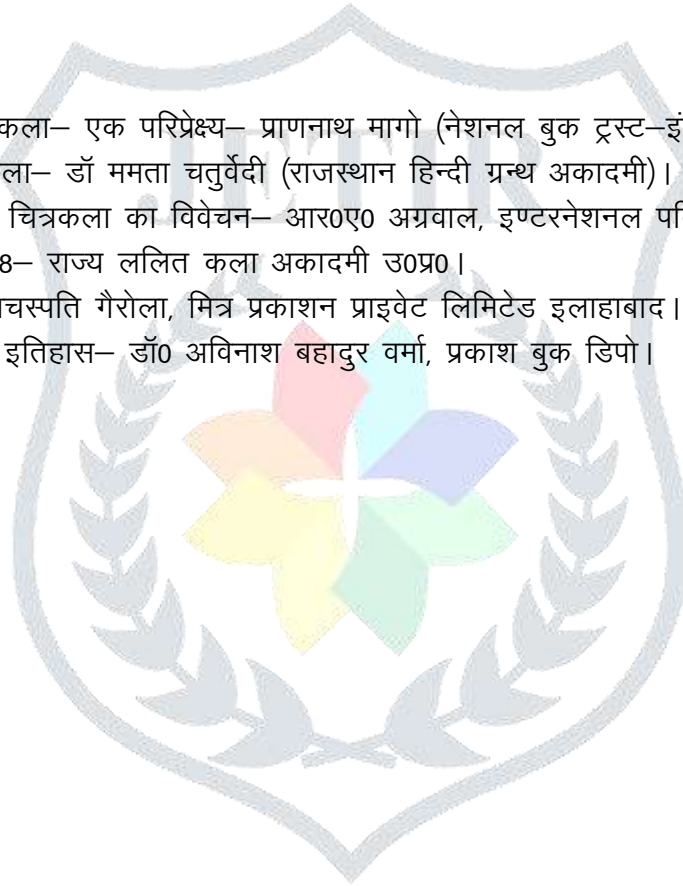 कला– एक परिप्रेक्ष्य– प्राणनाथ मागो (नेशनल बुक ट्रस्ट–इं
ला– डॉ ममता चतुर्वेदी (राजस्थान हिन्दी ग्रन्थ अकादमी)।
चित्रकला का विवेचन– आर0ए0 अग्रवाल, इण्टरनेशनल परि
8– राज्य ललित कला अकादमी उ0प्र0।
चस्पति गैरोला, मित्र प्रकाशन प्राइवेट लिमिटेड इलाहाबाद।
इतिहास– डॉ0 अविनाश बहादुर वर्मा, प्रकाश बुक डिपो।
JETIR